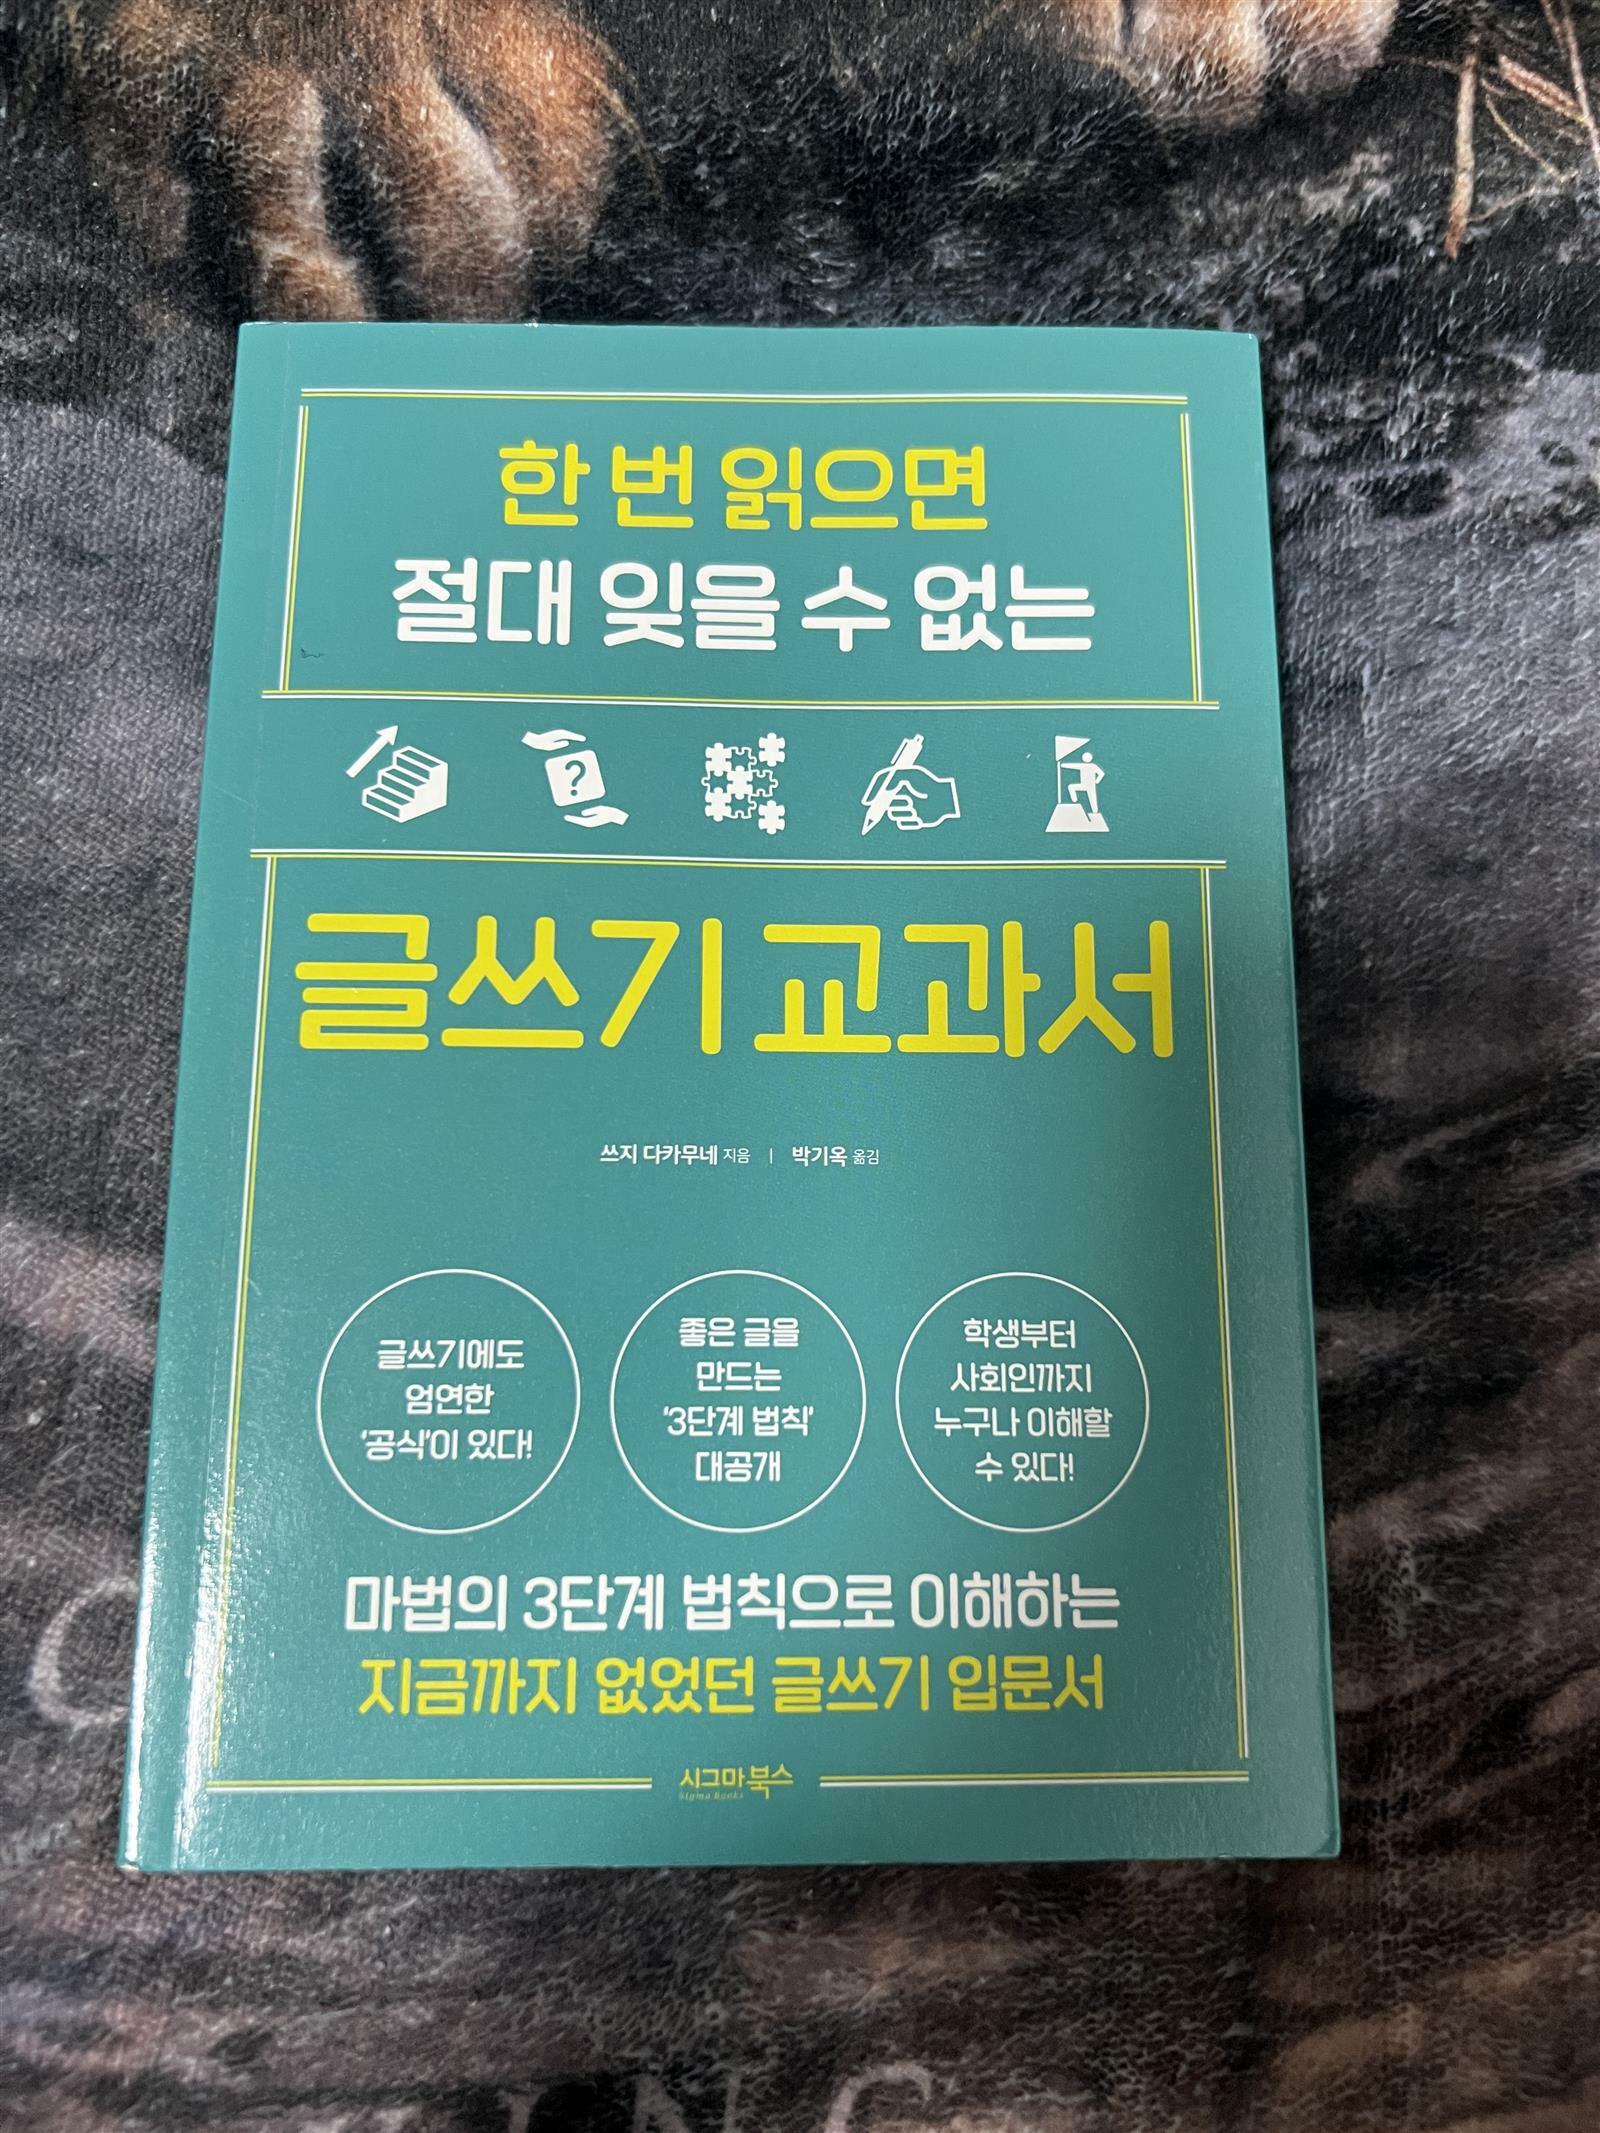 한 번 읽으면
절대 잊을 수 없는
?
글쓰기 교과서
쓰지 다카무네 지음 | 박기옥 옮김
글쓰기에도
엄연한
'공식'이 있다!
좋은 글을
만드는
'3단계 법칙'
대공개
학생부터
사회인까지
누구나 이해할
수 있다!
마법의 3단계 법칙으로 이해하는
지금까지 없었던 글쓰기 입문서
시그마북스
Sigma Books